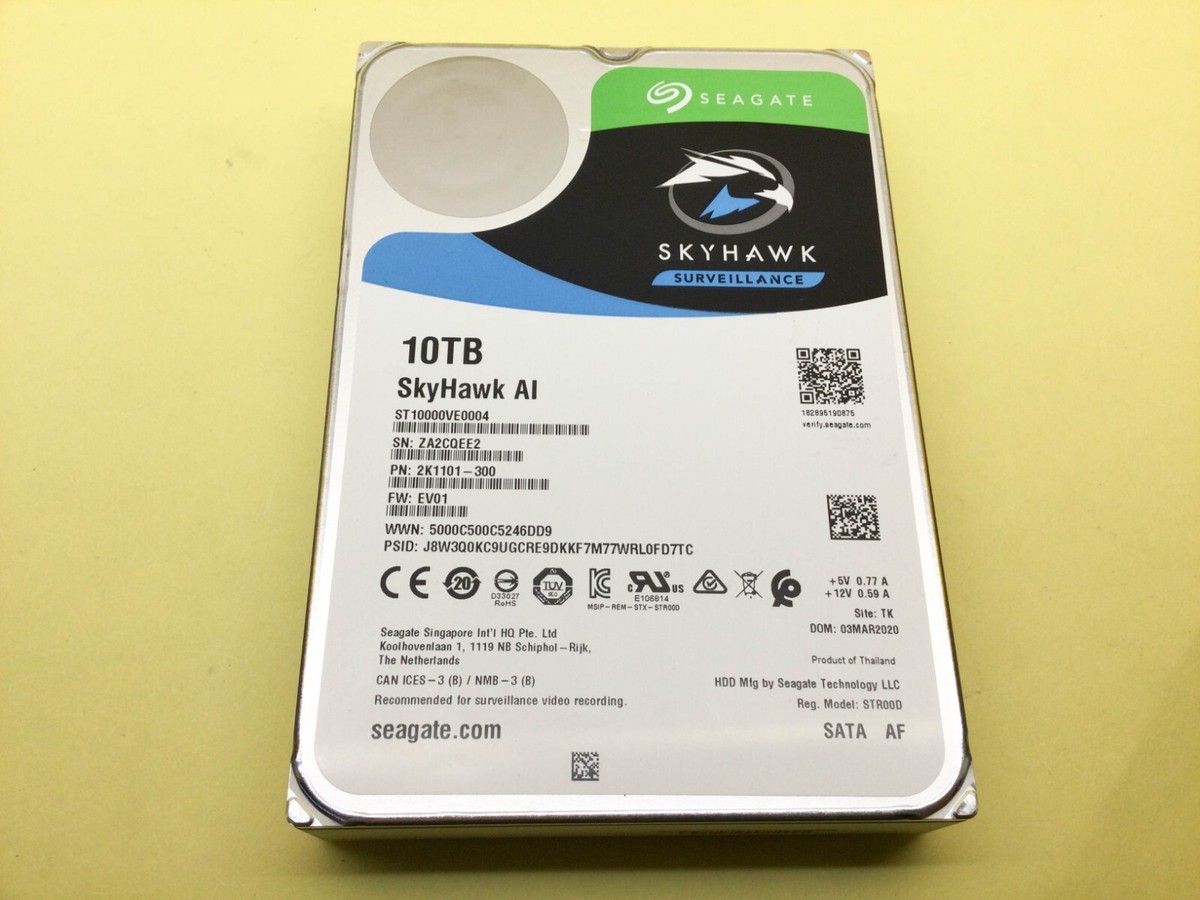 SEAGATE
SKYHAWK
SURVEILLANCE
10TB
SkyHawk AI
ST10000VE0004
SN: ZA2CQEE2
PN: 2K1101-300
FW: EV01
WWN: 5000C500C5246DD9
PSID: J8W3Q0KC9UGCRE9DKKF7M77WRL0FD7TC
182895190875
verify.seagate.com
CE
20
D33027
RoHS
TUV
c RU US
E106814
MSIP-REM-STX-STR00D
+5V 0.77 A
+12V 0.59 A
Site: TK
DOM: 03MAR2020
Seagate Singapore Int'l HQ Pte. Ltd
Koolhovenlaan 1, 1119 NB Schiphol-Rijk,
The Netherlands
Product of Thailand
CAN ICES-3 (B) / NMB-3 (B)
HDD Mfg by Seagate Technology LLC
Recommended for surveillance video recording.
Reg. Model: STR00D
seagate.com
SATA AF